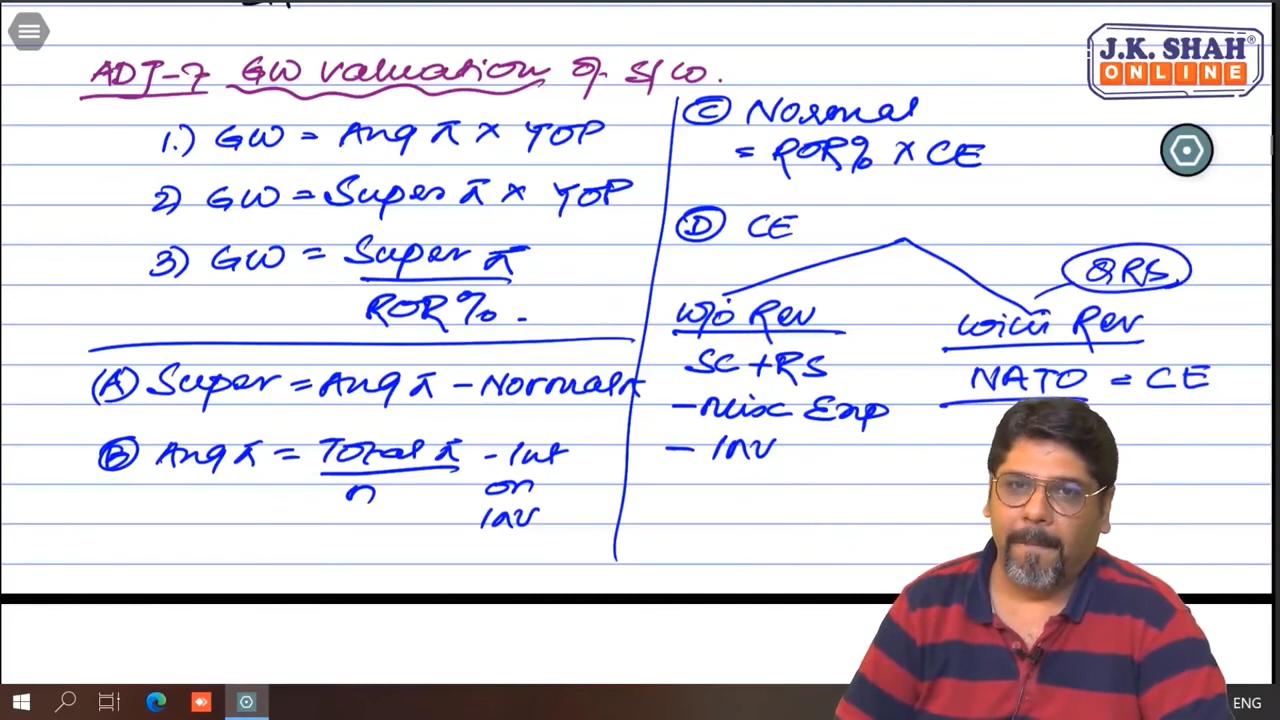 ADJ-7 GW valuation of S/Co.
1.) GW = Avg π × YOP
2) GW = Super π × YOP
3) GW = Super π
ROR%.
(A) Super = Avg π - Normal π
(B) Avg π = Total π - Int
n
on
Inv
(C) Normal
= ROR% × CE
(D) CE
w/o Rev
SC + RS
- Misc Exp
- Inv
QRS
with Rev
NATO = CE
J.K. SHAH®
ONLINE
ENG